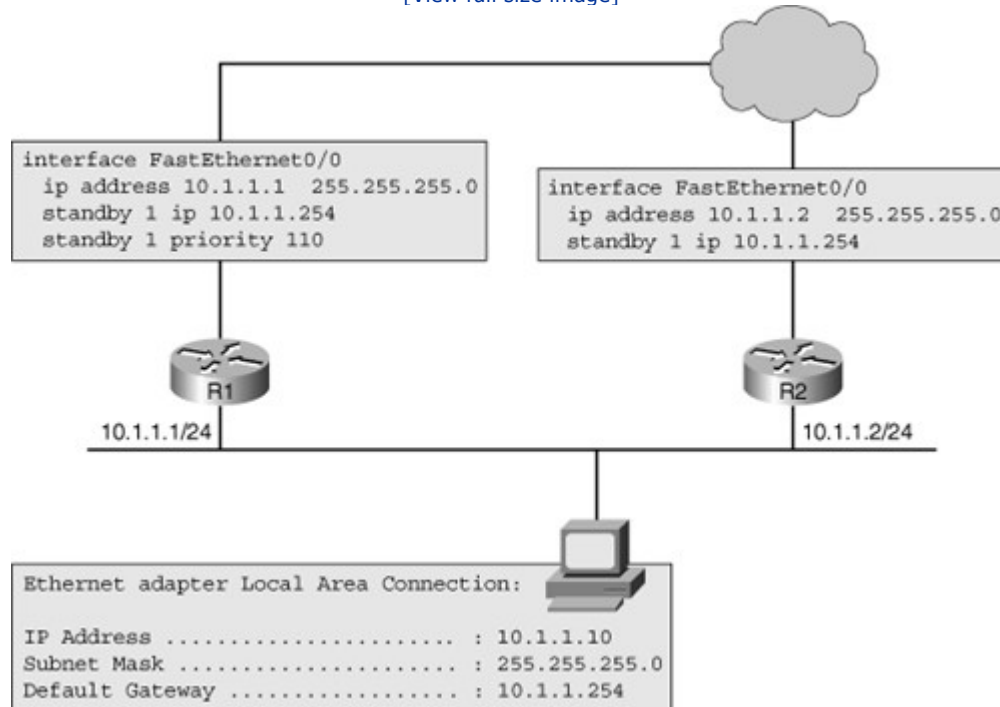 [View full size image]
interface FastEthernet0/0
ip address 10.1.1.1 255.255.255.0
standby 1 ip 10.1.1.254
standby 1 priority 110
interface FastEthernet0/0
ip address 10.1.1.2 255.255.255.0
standby 1 ip 10.1.1.254
R1
R2
10.1.1.1/24
10.1.1.2/24
Ethernet adapter Local Area Connection:
IP Address ....................... : 10.1.1.10
Subnet Mask ...................... : 255.255.255.0
Default Gateway .................. : 10.1.1.254